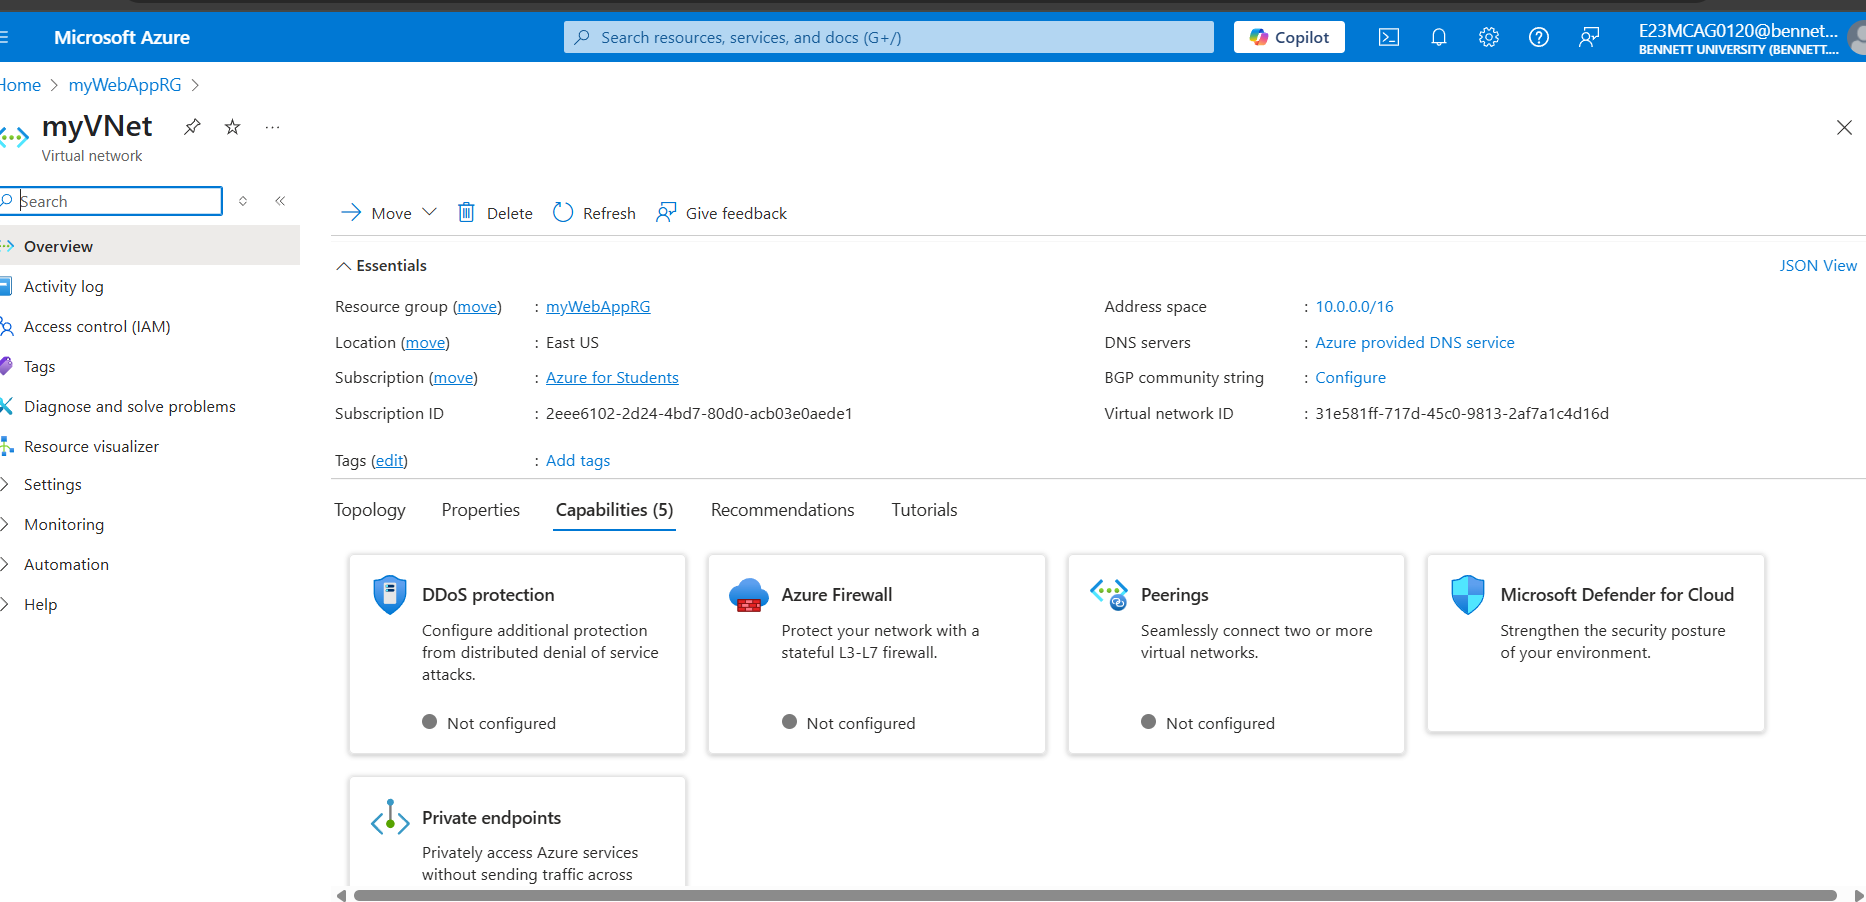 Microsoft Azure
Search resources, services, and docs (G+/)
Copilot
E23MCAG0120@bennet...
BENNETT UNIVERSITY (BENNETT....
Home > myWebAppRG >
myVNet
Virtual network
Search
Overview
Activity log
Access control (IAM)
Tags
Diagnose and solve problems
Resource visualizer
Settings
Monitoring
Automation
Help
Move
Delete
Refresh
Give feedback
Essentials
JSON View
Resource group (move) : myWebAppRG
Location (move) : East US
Subscription (move) : Azure for Students
Subscription ID : 2eee6102-2d24-4bd7-80d0-acb03e0aede1
Address space : 10.0.0.0/16
DNS servers : Azure provided DNS service
BGP community string : Configure
Virtual network ID : 31e581ff-717d-45c0-9813-2af7a1c4d16d
Tags (edit) : Add tags
Topology
Properties
Capabilities (5)
Recommendations
Tutorials
DDoS protection
Configure additional protection
from distributed denial of service
attacks.
Not configured
Azure Firewall
Protect your network with a
stateful L3-L7 firewall.
Not configured
Peerings
Seamlessly connect two or more
virtual networks.
Not configured
Microsoft Defender for Cloud
Strengthen the security posture
of your environment.
Private endpoints
Privately access Azure services
without sending traffic across